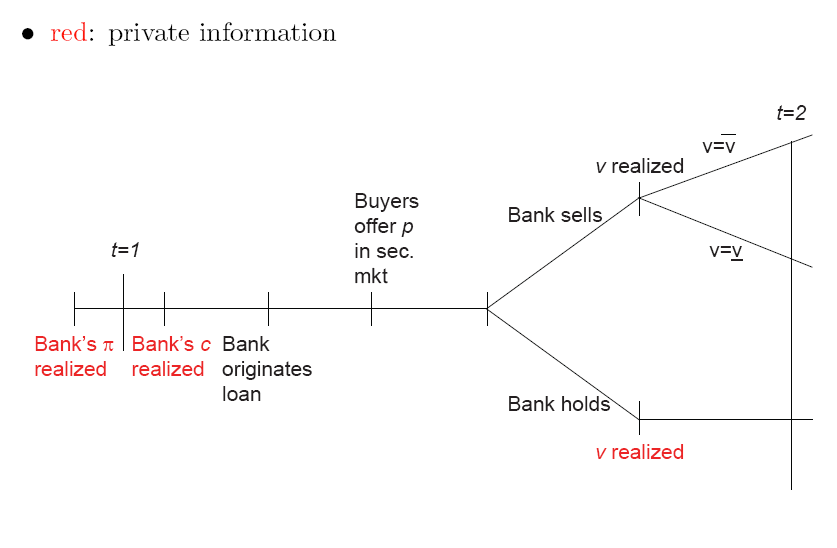 • red: private information
t=2
v=v̅
v realized
Buyers
offer p
in sec.
mkt
Bank sells
t=1
v=v̲
Bank's π
realized
Bank's c
realized
Bank
originates
loan
Bank holds
v realized